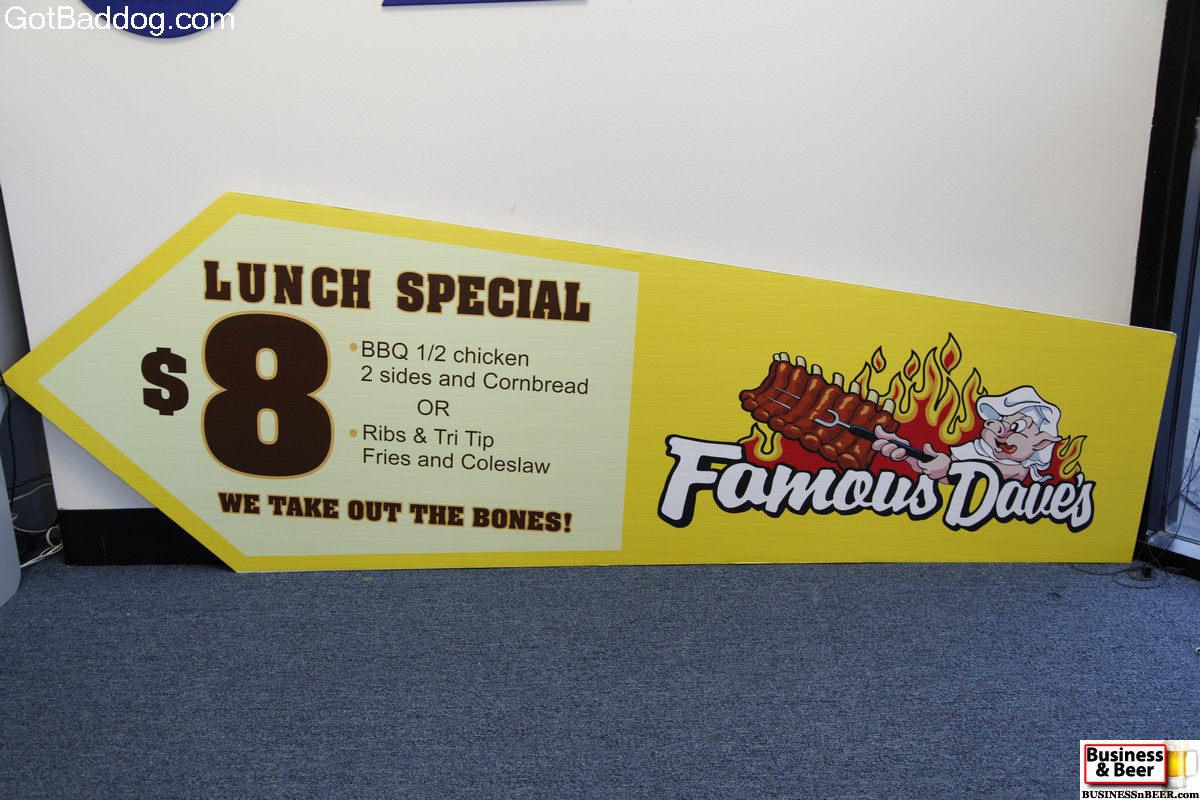 GotBaddog.com
LUNCH SPECIAL
$8
• BBQ 1/2 chicken
2 sides and Cornbread
OR
• Ribs & Tri Tip
Fries and Coleslaw
WE TAKE OUT THE BONES!
Famous Dave's
Business
& Beer
BUSINESSnBEER.com